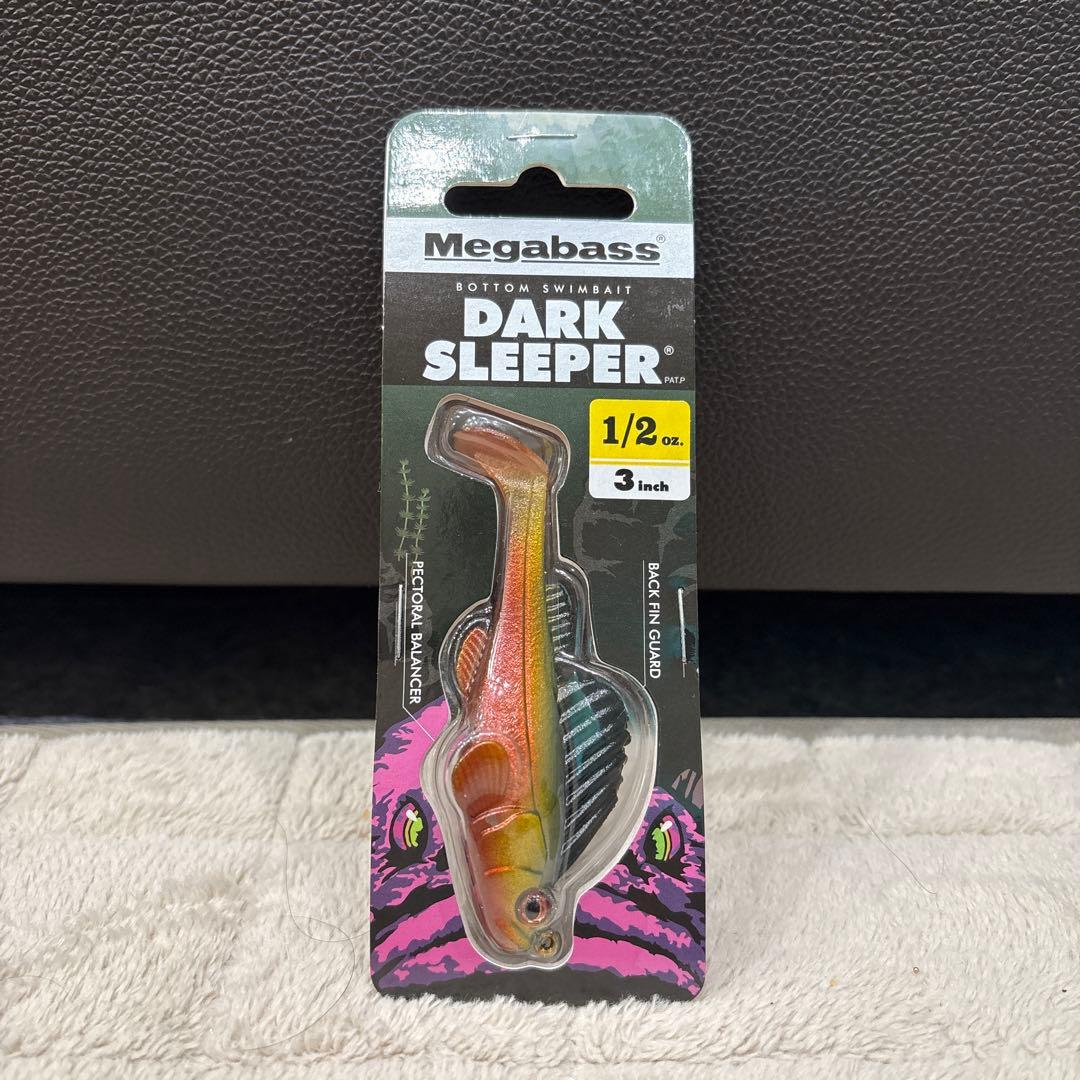 Megabass®
BOTTOM SWIMBAIT
DARK
SLEEPER®
PAT.P
1/2 oz.
3 inch
PECTORAL BALANCER
BACK FIN GUARD